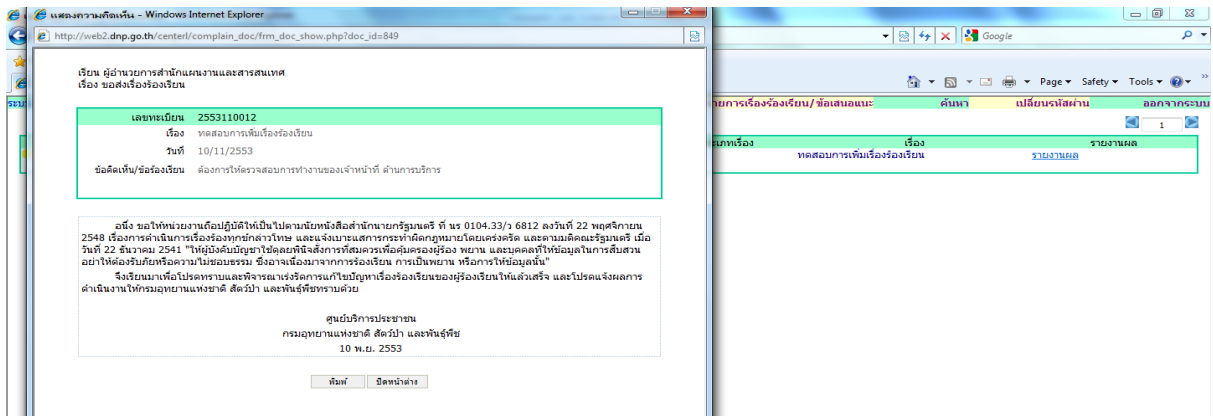 แสดงความคิดเห็น - Windows Internet Explorer
http://web2.dnp.go.th/centerl/complain_doc/frm_doc_show.php?doc_id=849
Google
Page Safety Tools
เรียน ผู้อำนวยการสำนักแผนงานและสารสนเทศ
เรื่อง ขอส่งเรื่องร้องเรียน
เลขทะเบียน 2553110012
เรื่อง ทดสอบการเพิ่มเรื่องร้องเรียน
วันที่ 10/11/2553
ข้อคิดเห็น/ข้อร้องเรียน ต้องการให้ตรวจสอบการทำงานของเจ้าหน้าที่ ด้านการบริการ
อนึ่ง ขอให้หน่วยงานถือปฏิบัติให้เป็นไปตามนัยหนังสือสำนักนายกรัฐมนตรี ที่ นร 0104.33/ว 6812 ลงวันที่ 22 พฤศจิกายน
2548 เรื่องการดำเนินการเรื่องร้องทุกข์กล่าวโทษ และแจ้งเบาะแสการกระทำผิดกฎหมายโดยเคร่งครัด และตามมติคณะรัฐมนตรี เมื่อ
วันที่ 22 ธันวาคม 2541 "ให้ผู้บังคับบัญชาใช้ดุลยพินิจสั่งการที่สมควรเพื่อคุ้มครองผู้ร้อง พยาน และบุคคลที่ให้ข้อมูลในการสืบสวน
อย่าให้ต้องรับภัยหรือความไม่ชอบธรรม ซึ่งอาจเนื่องมาจากการร้องเรียน การเป็นพยาน หรือการให้ข้อมูลนั้น"
จึงเรียนมาเพื่อโปรดทราบและพิจารณาเร่งรัดการแก้ไขปัญหาเรื่องร้องเรียนของผู้ร้องเรียนให้แล้วเสร็จ และโปรดแจ้งผลการ
ดำเนินงานให้กรมอุทยานแห่งชาติ สัตว์ป่า และพันธุ์พืชทราบด้วย
ศูนย์บริการประชาชน
กรมอุทยานแห่งชาติ สัตว์ป่า และพันธุ์พืช
10 พ.ย. 2553
พิมพ์ ปิดหน้าต่าง
ายการเรื่องร้องเรียน/ข้อเสนอแนะ ค้นหา เปลี่ยนรหัสผ่าน ออกจากระบบ
1
ะเภทเรื่อง เรื่อง รายงานผล
ทดสอบการเพิ่มเรื่องร้องเรียน รายงานผล